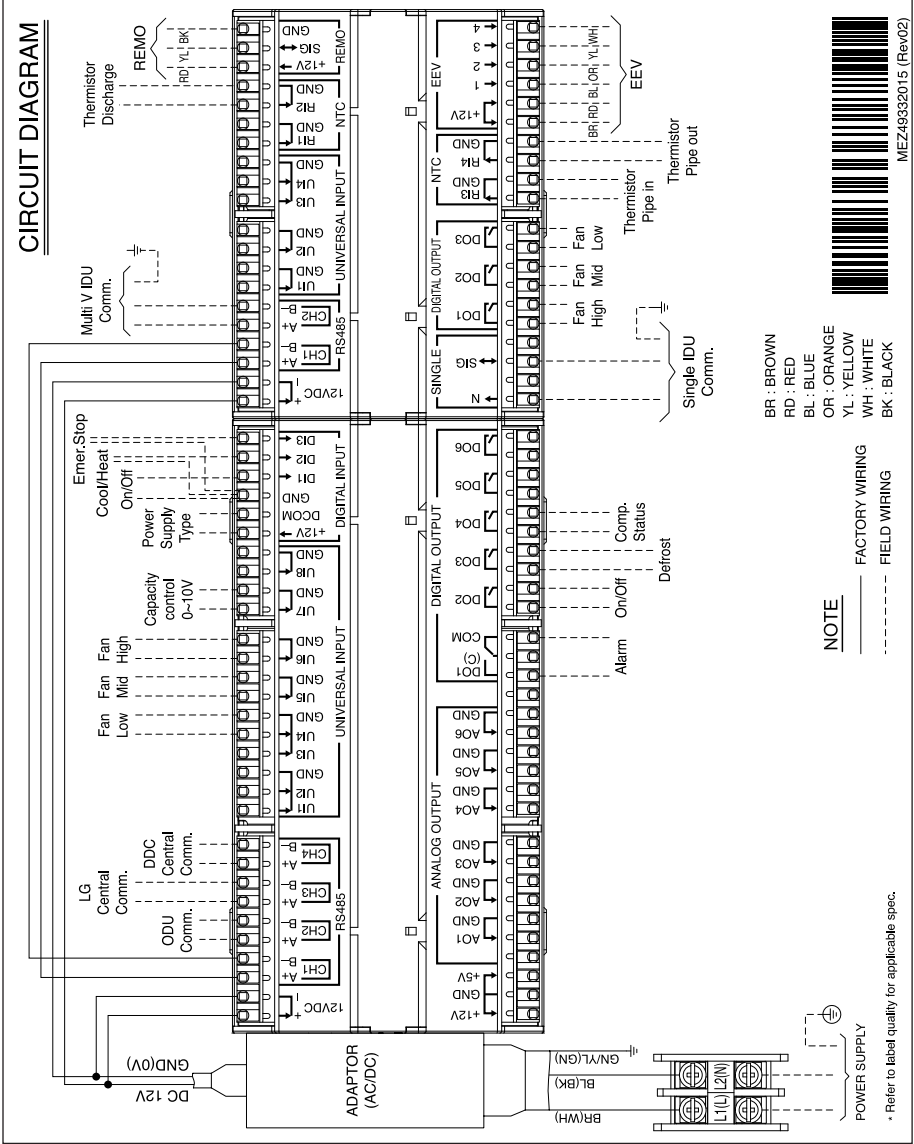 CIRCUIT DIAGRAM
REMO
RD YL BK
Thermistor
Discharge
Multi V IDU
Comm.
Emer.Stop
Cool/Heat
On/Off
Power
Supply
Type
Capacity
control
0~10V
Fan
High
Fan
Mid
Fan
Low
DDC
Central
Comm.
LG
Central
Comm.
ODU
Comm.
GND(0V)
DC 12V
+ −
12VDC
A+ B−
CH1
A+ B−
CH2
A+ B−
CH3
A+ B−
CH4
RS485
UI1
UI2
GND
UI3
UI4
GND
UI5
GND
UI6
GND
UI7
GND
UI8
GND
UNIVERSAL INPUT
+12V
DCOM
GND
DI1
DI2
DI3
DIGITAL INPUT
+ −
12VDC
A+ B−
CH1
A+ B−
CH2
RS485
UI1
GND
UI2
GND
UI3
UI4
GND
UNIVERSAL INPUT
RI1
GND
RI2
GND
NTC
+12V
SIG
GND
REMO
ADAPTOR
(AC/DC)
+12V
GND
+5V
AO1
GND
AO2
GND
AO3
GND
AO4
GND
AO5
GND
AO6
GND
ANALOG OUTPUT
DO1
(C)
COM
DO2
DO3
DO4
DO5
DO6
DIGITAL OUTPUT
N
SIG
SINGLE
DO1
DO2
DO3
DIGITAL OUTPUT
RI3
GND
RI4
GND
NTC
+12V
1
2
3
4
EEV
BR(WH)
BL(BK)
GN/YL(GN)
L1(L) L2(N)
POWER SUPPLY
Alarm
On/Off
Defrost
Comp.
Status
Single IDU
Comm.
Fan
High
Fan
Mid
Fan
Low
Thermistor
Pipe in
Thermistor
Pipe out
BR RD BL OR YL WH
EEV
NOTE
FACTORY WIRING
FIELD WIRING
BR : BROWN
RD : RED
BL : BLUE
OR : ORANGE
YL : YELLOW
WH : WHITE
BK : BLACK
* Refer to label quality for applicable spec.
MEZ49332015 (Rev02)